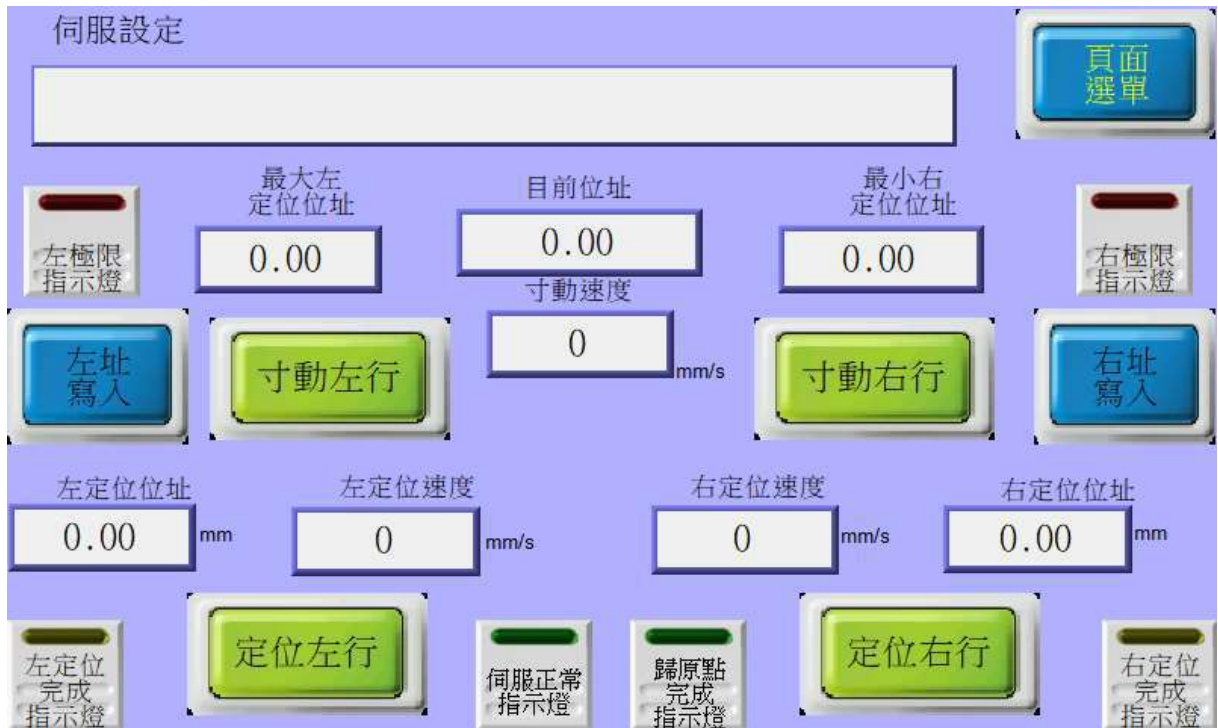 伺服設定
頁面
選單
最大左
定位位址
目前位址
最小右
定位位址
左極限
指示燈
0.00
0.00
0.00
右極限
指示燈
寸動速度
0
mm/s
左址
寫入
寸動左行
寸動右行
右址
寫入
左定位位址
左定位速度
右定位速度
右定位位址
0.00
mm
0
mm/s
0
mm/s
0.00
mm
左定位
完成
指示燈
定位左行
伺服正常
指示燈
歸原點
完成
指示燈
定位右行
右定位
完成
指示燈